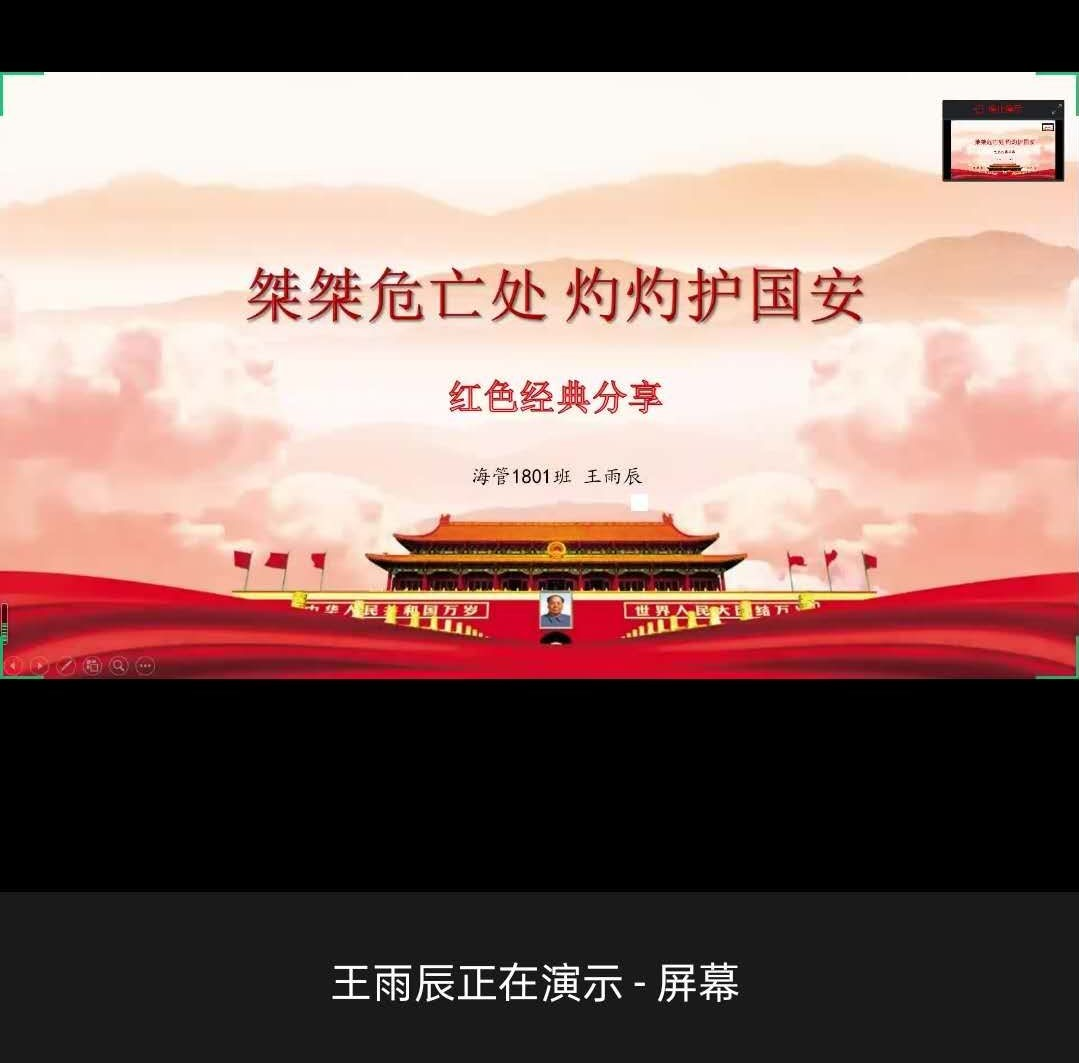 桀桀危亡处 灼灼护国安
红色经典分享
海管1801班 王雨辰
中华人民共和国万岁
世界人民大团结万
王雨辰正在演示 - 屏幕